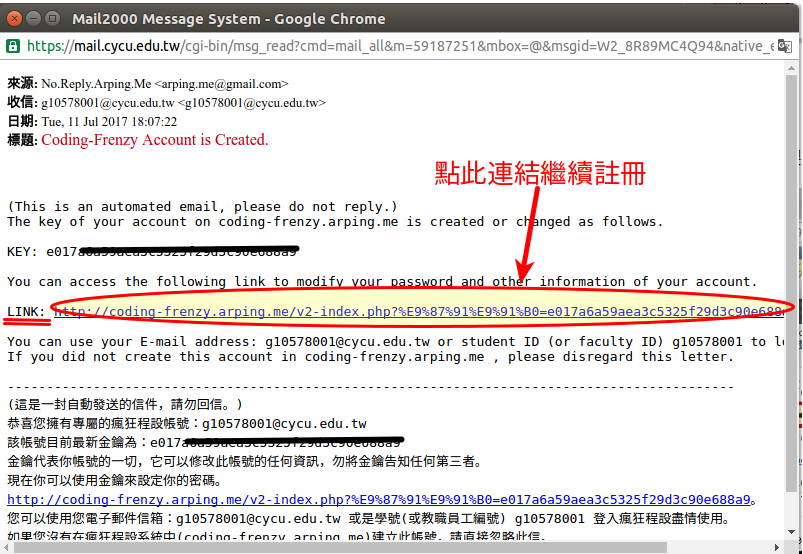 Mail2000 Message System - Google Chrome
https://mail.cycu.edu.tw/cgi-bin/msg_read?cmd=mail_all&m=59187251&mbox=@&msgid=W2_8R89MC4Q94&native_e
來源: No.Reply.Arping.Me <arping.me@gmail.com>
收信: g10578001@cycu.edu.tw <g10578001@cycu.edu.tw>
日期: Tue, 11 Jul 2017 18:07:22
標題: Coding-Frenzy Account is Created.
點此連結繼續註冊
(This is an automated email, please do not reply.)
The key of your account on coding-frenzy.arping.me is created or changed as follows.
KEY: e017
You can access the following link to modify your password and other information of your account.
LINK: http://coding-frenzy.arping.me/v2-index.php?%E9%87%91%E9%91%B0=e017a6a59aea3c5325f29d3c90e688
You can use your E-mail address: g10578001@cycu.edu.tw or student ID (or faculty ID) g10578001 to lo
If you did not create this account in coding-frenzy.arping.me , please disregard this letter.
--------------------------------------------------------------------------------------------
(這是一封自動發送的信件，請勿回信。)
恭喜您擁有專屬的瘋狂程設帳號：g10578001@cycu.edu.tw
該帳號目前最新金鑰為：e017
金鑰代表你帳號的一切，它可以修改此帳號的任何資訊，勿將金鑰告知任何第三者。
現在你可以使用金鑰來設定你的密碼。
http://coding-frenzy.arping.me/v2-index.php?%E9%87%91%E9%91%B0=e017a6a59aea3c5325f29d3c90e688a9。
您可以使用您電子郵件信箱：g10578001@cycu.edu.tw 或是學號(或教職員工編號) g10578001 登入瘋狂程設盡情使用。
如果您沒有在瘋狂程設系統中(coding-frenzy.arping.me)建立此帳號，請直接忽略此信。